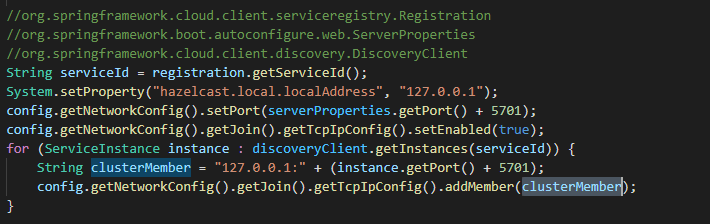 //org.springframework.cloud.client.serviceregistry.Registration
//org.springframework.boot.autoconfigure.web.ServerProperties
//org.springframework.cloud.client.discovery.DiscoveryClient
String serviceId = registration.getServiceId();
System.setProperty("hazelcast.local.localAddress", "127.0.0.1");
config.getNetworkConfig().setPort(serverProperties.getPort() + 5701);
config.getNetworkConfig().getJoin().getTcpIpConfig().setEnabled(true);
for (ServiceInstance instance : discoveryClient.getInstances(serviceId)) {
    String clusterMember = "127.0.0.1:" + (instance.getPort() + 5701);
    config.getNetworkConfig().getJoin().getTcpIpConfig().addMember(clusterMember);
}